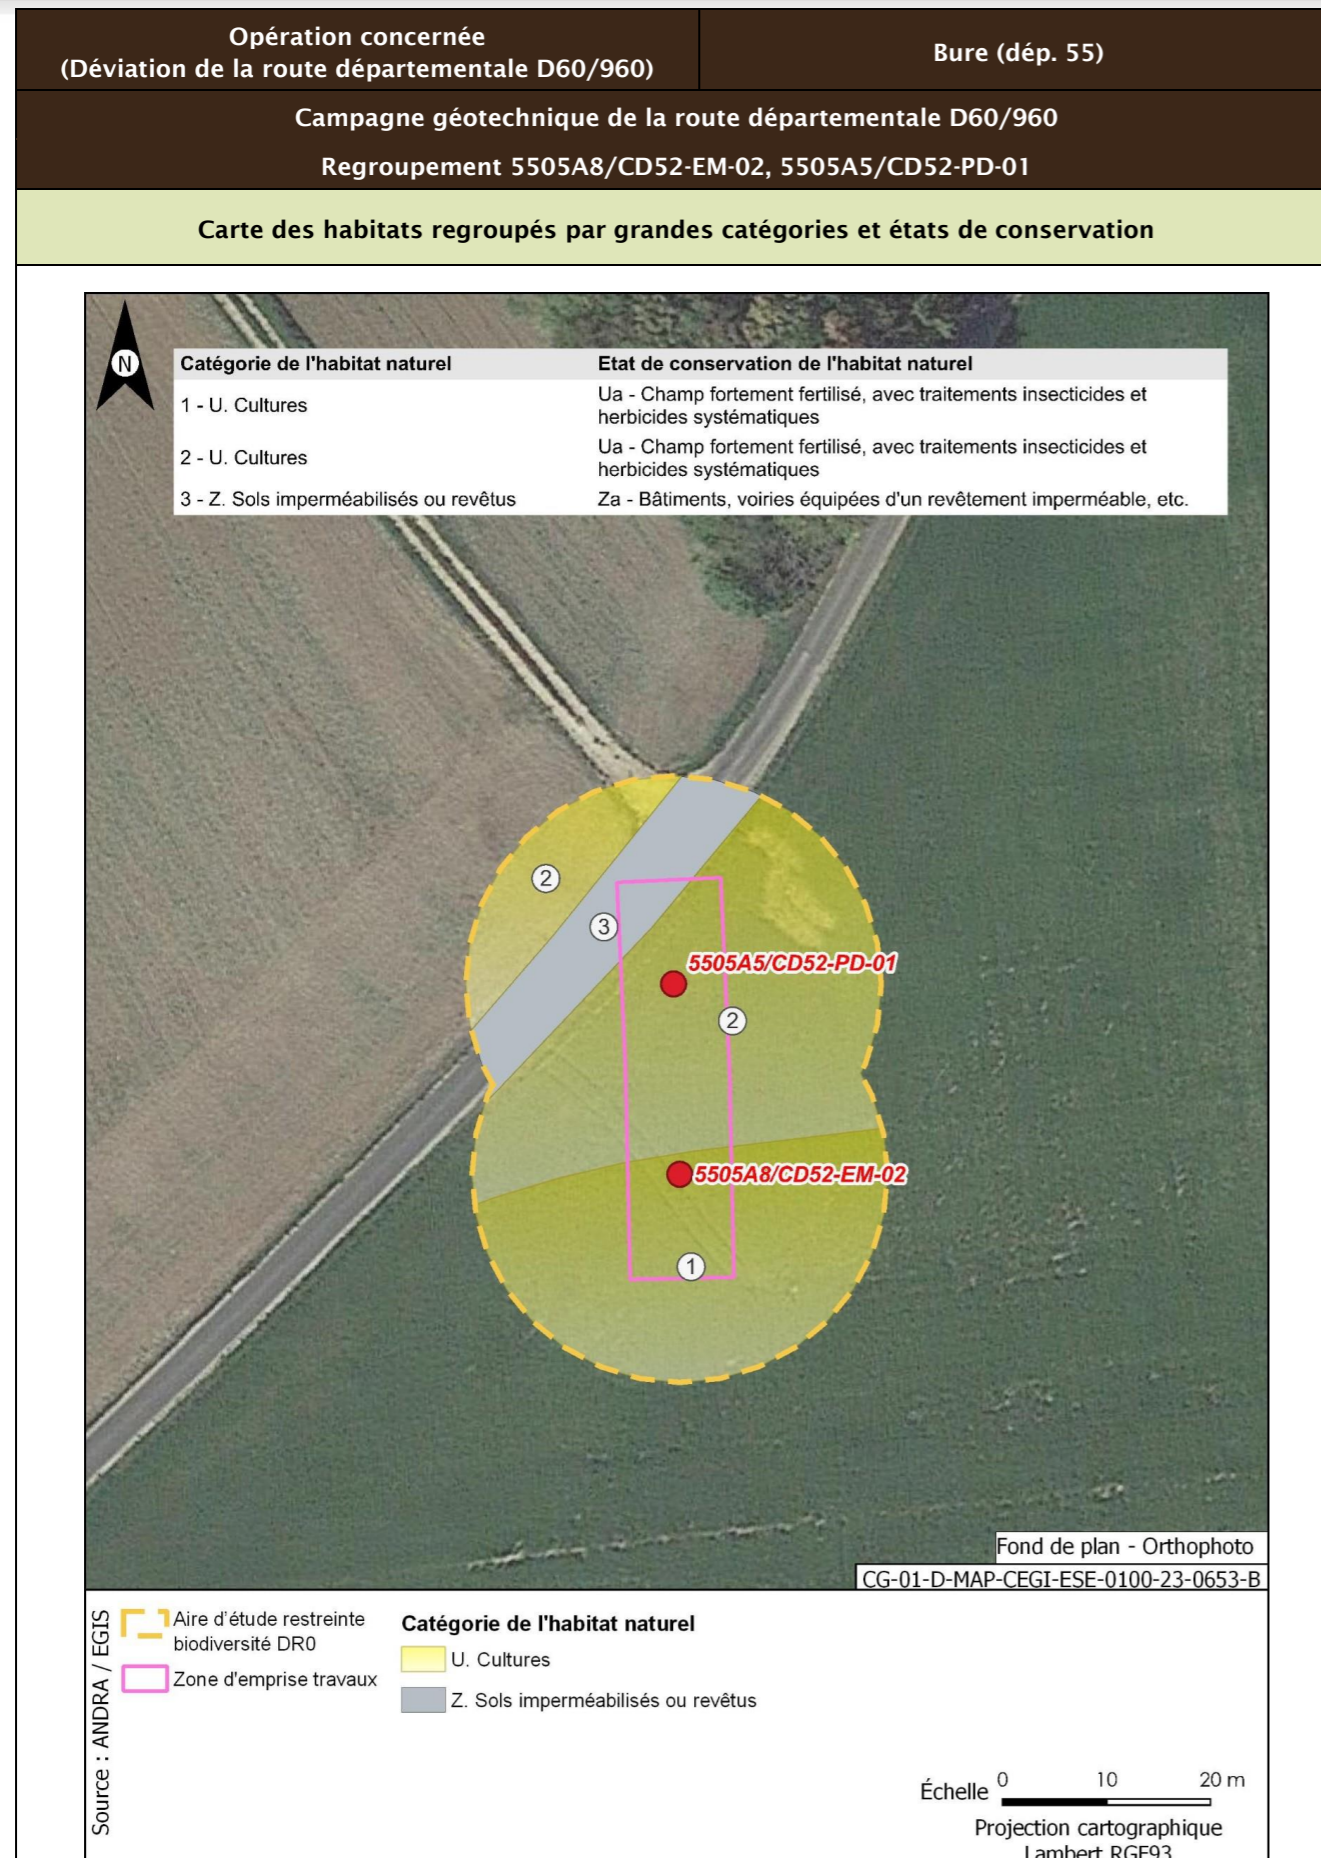 Opération concernée
(Déviation de la route départementale D60/960)
Bure (dép. 55)
Campagne géotechnique de la route départementale D60/960
Regroupement 5505A8/CD52-EM-02, 5505A5/CD52-PD-01
Carte des habitats regroupés par grandes catégories et états de conservation
N
Catégorie de l'habitat naturel
Etat de conservation de l'habitat naturel
1 - U. Cultures
Ua - Champ fortement fertilisé, avec traitements insecticides et
herbicides systématiques
2 - U. Cultures
Ua - Champ fortement fertilisé, avec traitements insecticides et
herbicides systématiques
3 - Z. Sols imperméabilisés ou revêtus
Za - Bâtiments, voiries équipées d'un revêtement imperméable, etc.
2
3
5505A5/CD52-PD-01
2
5505A8/CD52-EM-02
1
Fond de plan - Orthophoto
CG-01-D-MAP-CEGI-ESE-0100-23-0653-B
Source : ANDRA / EGIS
Aire d'étude restreinte
biodiversité DR0
Zone d'emprise travaux
Catégorie de l'habitat naturel
U. Cultures
Z. Sols imperméabilisés ou revêtus
Échelle
0 10 20 m
Projection cartographique
Lambert RGF93